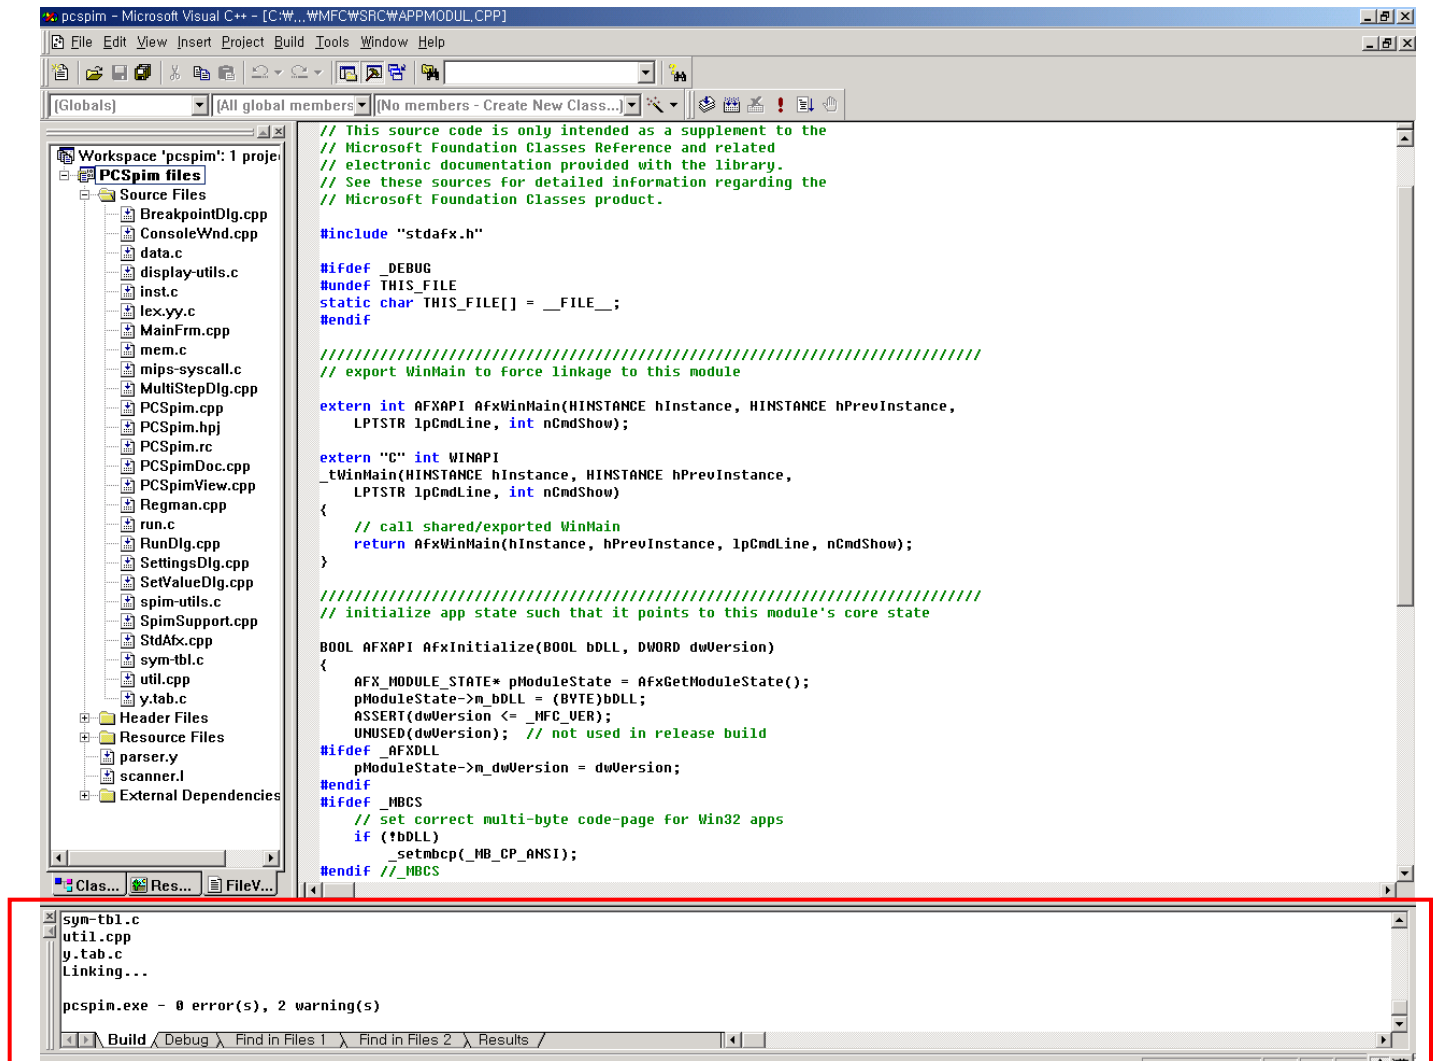 pcspim - Microsoft Visual C++ - [C:₩...₩MFC₩SRC₩APPMODUL.CPP]
File Edit View Insert Project Build Tools Window Help
(Globals) (All global members (No members - Create New Class...)
Workspace 'pcspim': 1 proje
PCSpim files
Source Files
BreakpointDlg.cpp
ConsoleWnd.cpp
data.c
display-utils.c
inst.c
lex.yy.c
MainFrm.cpp
mem.c
mips-syscall.c
MultiStepDlg.cpp
PCSpim.cpp
PCSpim.hpj
PCSpim.rc
PCSpimDoc.cpp
PCSpimView.cpp
Regman.cpp
run.c
RunDlg.cpp
SettingsDlg.cpp
SetValueDlg.cpp
spim-utils.c
SpimSupport.cpp
StdAfx.cpp
sym-tbl.c
util.cpp
y.tab.c
Header Files
Resource Files
parser.y
scanner.l
External Dependencies
Clas... Res... FileV...
// This source code is only intended as a supplement to the
// Microsoft Foundation Classes Reference and related
// electronic documentation provided with the library.
// See these sources for detailed information regarding the
// Microsoft Foundation Classes product.
#include "stdafx.h"
#ifdef _DEBUG
#undef THIS_FILE
static char THIS_FILE[] = __FILE__;
#endif
/////////////////////////////////////////////////////////////////////////////
// export WinMain to force linkage to this module
extern int AFXAPI AfxWinMain(HINSTANCE hInstance, HINSTANCE hPrevInstance,
LPTSTR lpCmdLine, int nCmdShow);
extern "C" int WINAPI
_tWinMain(HINSTANCE hInstance, HINSTANCE hPrevInstance,
LPTSTR lpCmdLine, int nCmdShow)
{
// call shared/exported WinMain
return AfxWinMain(hInstance, hPrevInstance, lpCmdLine, nCmdShow);
}
/////////////////////////////////////////////////////////////////////////////
// initialize app state such that it points to this module's core state
BOOL AFXAPI AfxInitialize(BOOL bDLL, DWORD dwVersion)
{
AFX_MODULE_STATE* pModuleState = AfxGetModuleState();
pModuleState->m_bDLL = (BYTE)bDLL;
ASSERT(dwVersion <= _MFC_VER);
UNUSED(dwVersion);  // not used in release build
#ifdef _AFXDLL
pModuleState->m_dwVersion = dwVersion;
#endif
#ifdef _MBCS
// set correct multi-byte code-page for Win32 apps
if (!bDLL)
_setmbcp(_MB_CP_ANSI);
#endif //_MBCS
sym-tbl.c
util.cpp
y.tab.c
Linking...
pcspim.exe - 0 error(s), 2 warning(s)
Build Debug Find in Files 1 Find in Files 2 Results